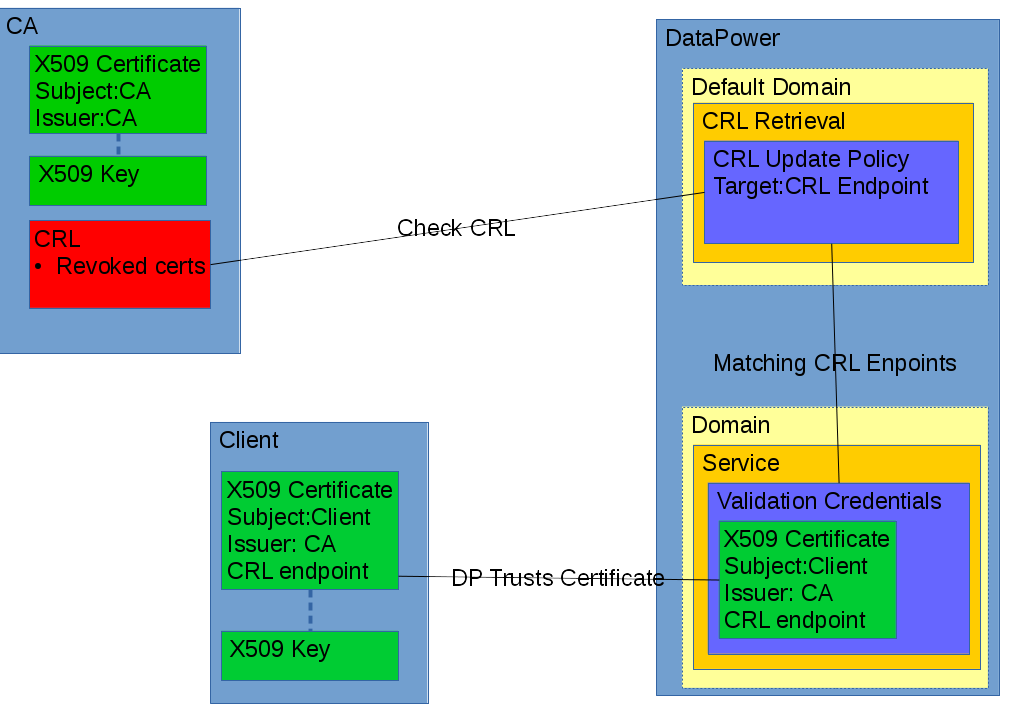 CA
X509 Certificate
Subject:CA
Issuer:CA
X509 Key
CRL
• Revoked certs
Check CRL
DataPower
Default Domain
CRL Retrieval
CRL Update Policy
Target:CRL Endpoint
Matching CRL Enpoints
Domain
Service
Validation Credentials
X509 Certificate
Subject:Client
Issuer: CA
CRL endpoint
DP Trusts Certificate
Client
X509 Certificate
Subject:Client
Issuer: CA
CRL endpoint
X509 Key